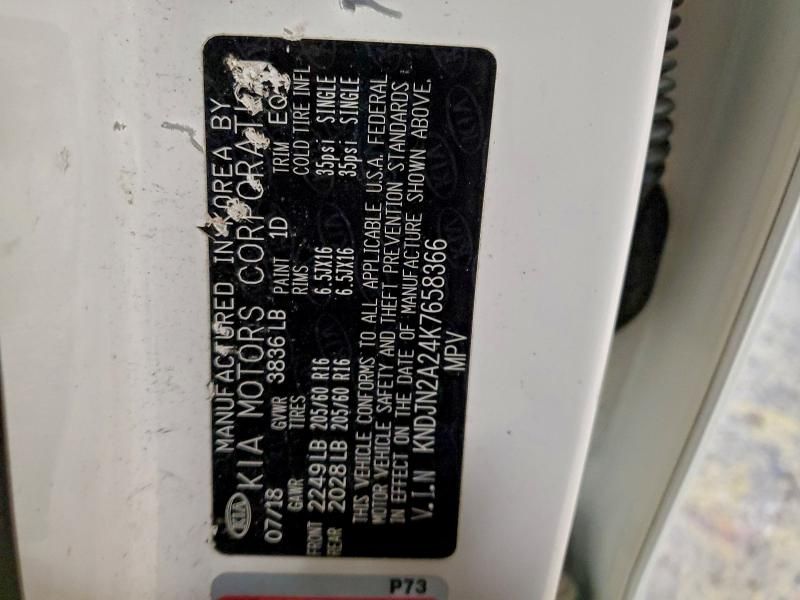 KIA MANUFACTURED IN KOREA BY
KIA MOTORS CORPORATION
07/18 GVWR 3836 LB PAINT 1D TRIM EQ
GAWR TIRES RIMS COLD TIRE INFL
FRONT 2249LB 205/60 R16 6.5JX16 35psi SINGLE
REAR 2028LB 205/60 R16 6.5JX16 35psi SINGLE
THIS VEHICLE CONFORMS TO ALL APPLICABLE U.S.A. FEDERAL
MOTOR VEHICLE SAFETY AND THEFT PREVENTION STANDARDS
IN EFFECT ON THE DATE OF MANUFACTURE SHOWN ABOVE.
V.I.N KNDJN2A24K7658366
MPV
P73